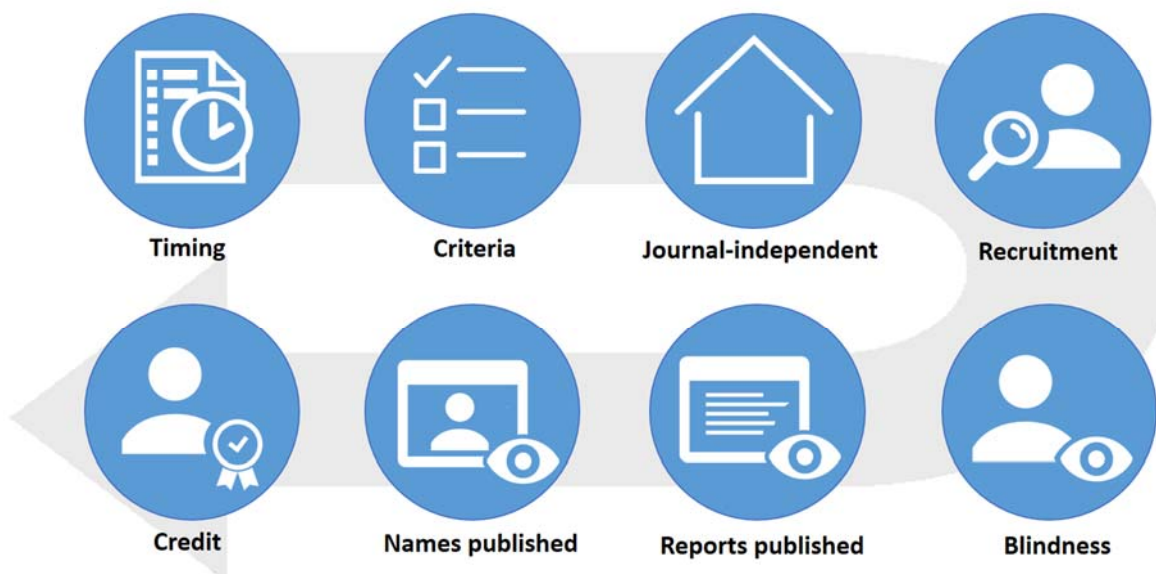 Timing
Criteria
Journal-independent
Recruitment
Credit
Names published
Reports published
Blindness